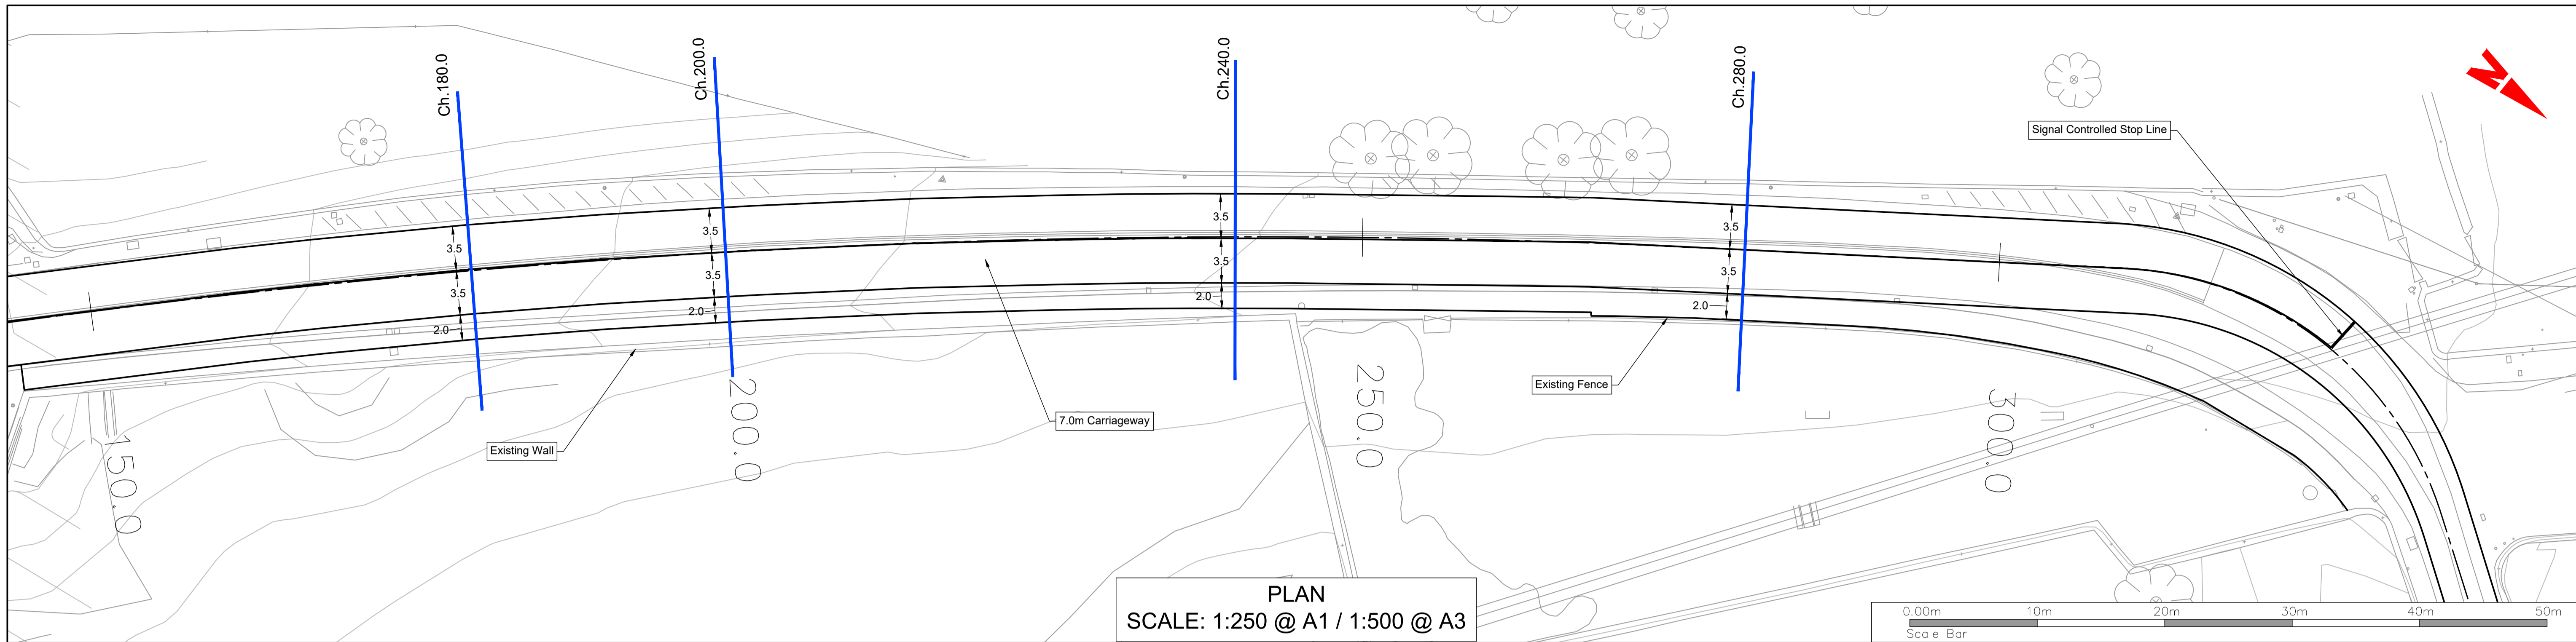 Ch.180.0
Ch.200.0
Ch.240.0
Ch.280.0
N
Signal Controlled Stop Line
3.5
3.5
2.0
3.5
3.5
2.0
3.5
3.5
2.0
3.5
3.5
2.0
Existing Wall
7.0m Carriageway
Existing Fence
150.0
200.0
250.0
300.0
PLAN
SCALE: 1:250 @ A1 / 1:500 @ A3
0.00m 10m 20m 30m 40m 50m
Scale Bar